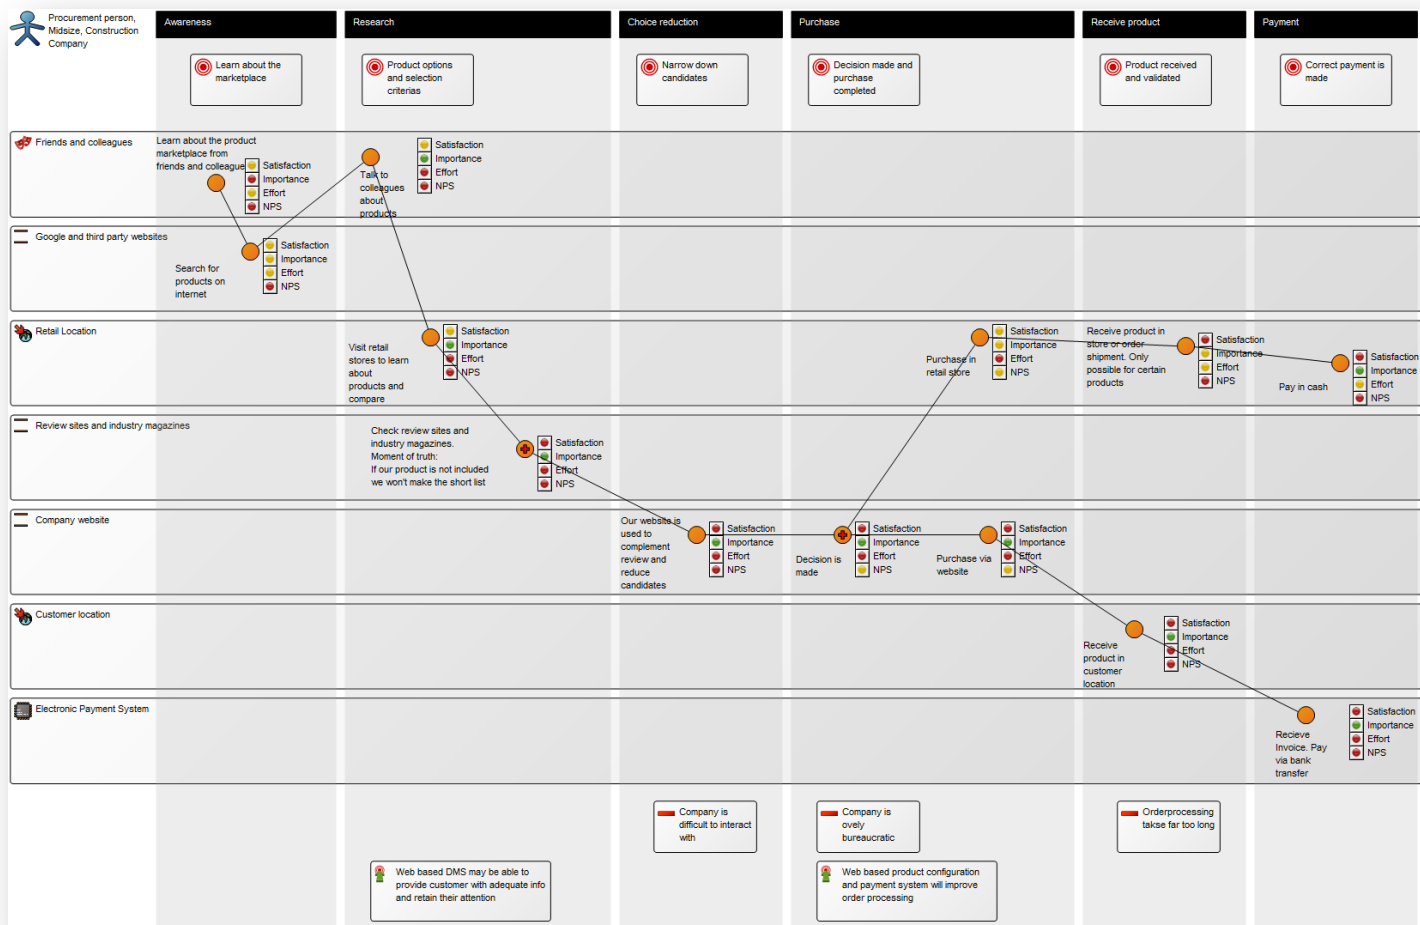 Procurement person,
Midsize, Construction
Company
Awareness
Research
Choice reduction
Purchase
Receive product
Payment
Learn about the
marketplace
Product options
and selection
criterias
Narrow down
candidates
Decision made and
purchase
completed
Product received
and validated
Correct payment is
made
Friends and colleagues
Learn about the product
marketplace from
friends and colleague
Satisfaction
Importance
Effort
NPS
Talk to
colleagues
about
products
Satisfaction
Importance
Effort
NPS
Google and third party websites
Search for
products on
internet
Satisfaction
Importance
Effort
NPS
Retail Location
Visit retail
stores to learn
about
products and
compare
Satisfaction
Importance
Effort
NPS
Purchase in
retail store
Satisfaction
Importance
Effort
NPS
Receive product in
store or order
shipment. Only
possible for certain
products
Satisfaction
Importance
Effort
NPS
Pay in cash
Satisfaction
Importance
Effort
NPS
Review sites and industry magazines
Check review sites and
industry magazines.
Moment of truth:
If our product is not included
we won't make the short list
Satisfaction
Importance
Effort
NPS
Company website
Our website is
used to
complement
review and
reduce
candidates
Satisfaction
Importance
Effort
NPS
Decision is
made
Satisfaction
Importance
Effort
NPS
Purchase via
website
Satisfaction
Importance
Effort
NPS
Customer location
Receive
product in
customer
location
Satisfaction
Importance
Effort
NPS
Electronic Payment System
Recieve
Invoice. Pay
via bank
transfer
Satisfaction
Importance
Effort
NPS
Company is
difficult to interact
with
Company is
ovely
bureaucratic
Orderprocessing
takse far too long
Web based DMS may be able to
provide customer with adequate info
and retain their attention
Web based product configuration
and payment system will improve
order processing